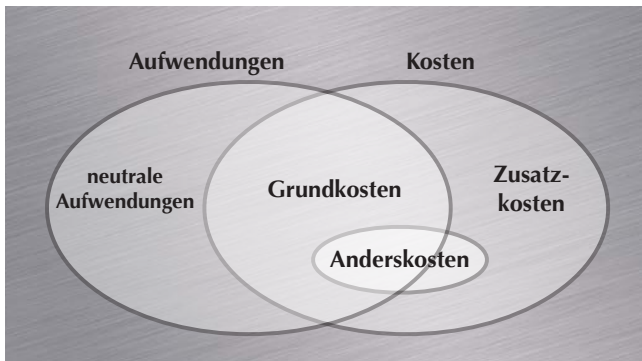 Aufwendungen
Kosten
neutrale
Aufwendungen
Grundkosten
Zusatz-
kosten
Anderskosten